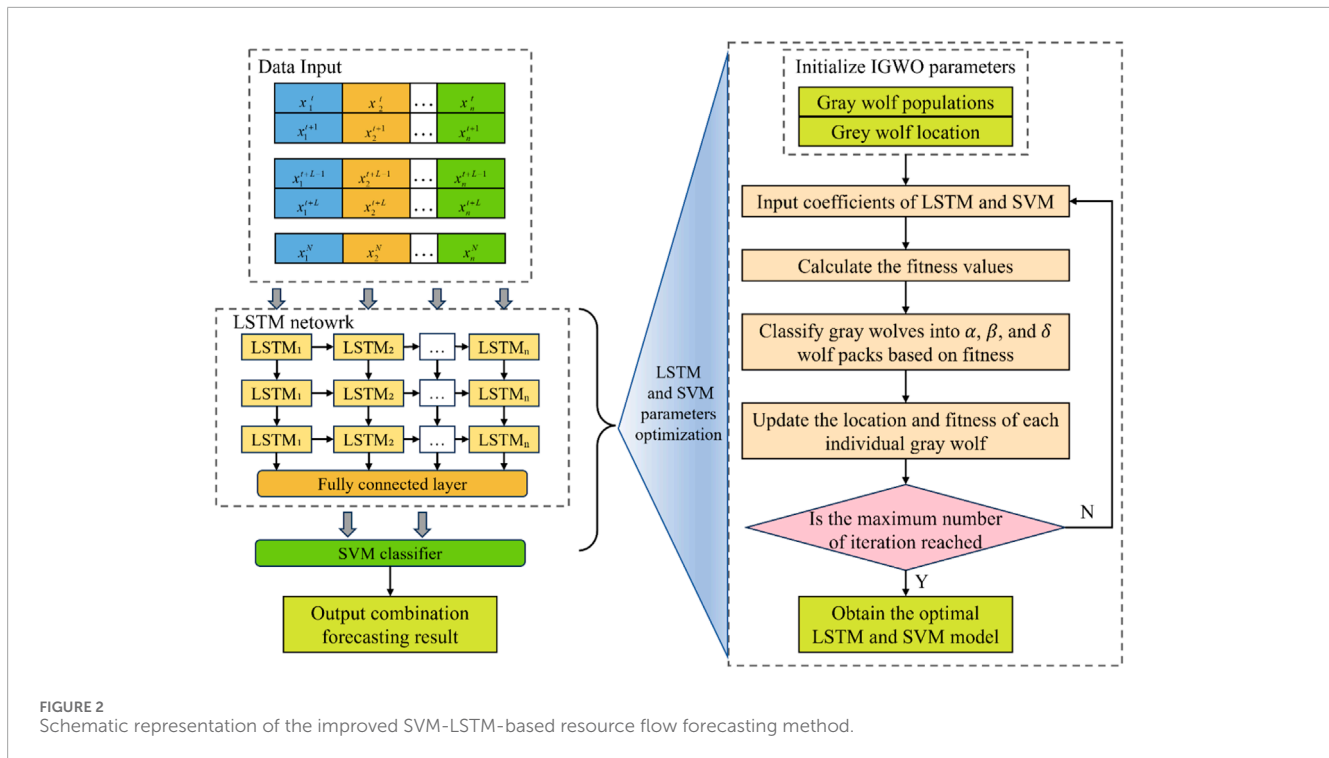 Data Input
x_1^t x_2^t … x_n^t
x_1^{t+1} x_2^{t+1} … x_n^{t+1}
x_1^{t+L-1} x_2^{t+L-1} … x_n^{t+L-1}
x_1^{t+L} x_2^{t+L} … x_n^{t+L}
x_1^N x_2^N … x_n^N
LSTM netowrk
LSTM₁ LSTM₂ … LSTMₙ
LSTM₁ LSTM₂ … LSTMₙ
LSTM₁ LSTM₂ … LSTMₙ
Fully connected layer
SVM classifier
Output combination
forecasting result
LSTM
and SVM
parameters
optimization
Initialize IGWO parameters
Gray wolf populations
Grey wolf location
Input coefficients of LSTM and SVM
Calculate the fitness values
Classify gray wolves into α, β, and δ
wolf packs based on fitness
Update the location and fitness of each
individual gray wolf
Is the maximum number
of iteration reached
N
Y
Obtain the optimal
LSTM and SVM model
FIGURE 2
Schematic representation of the improved SVM-LSTM-based resource flow forecasting method.